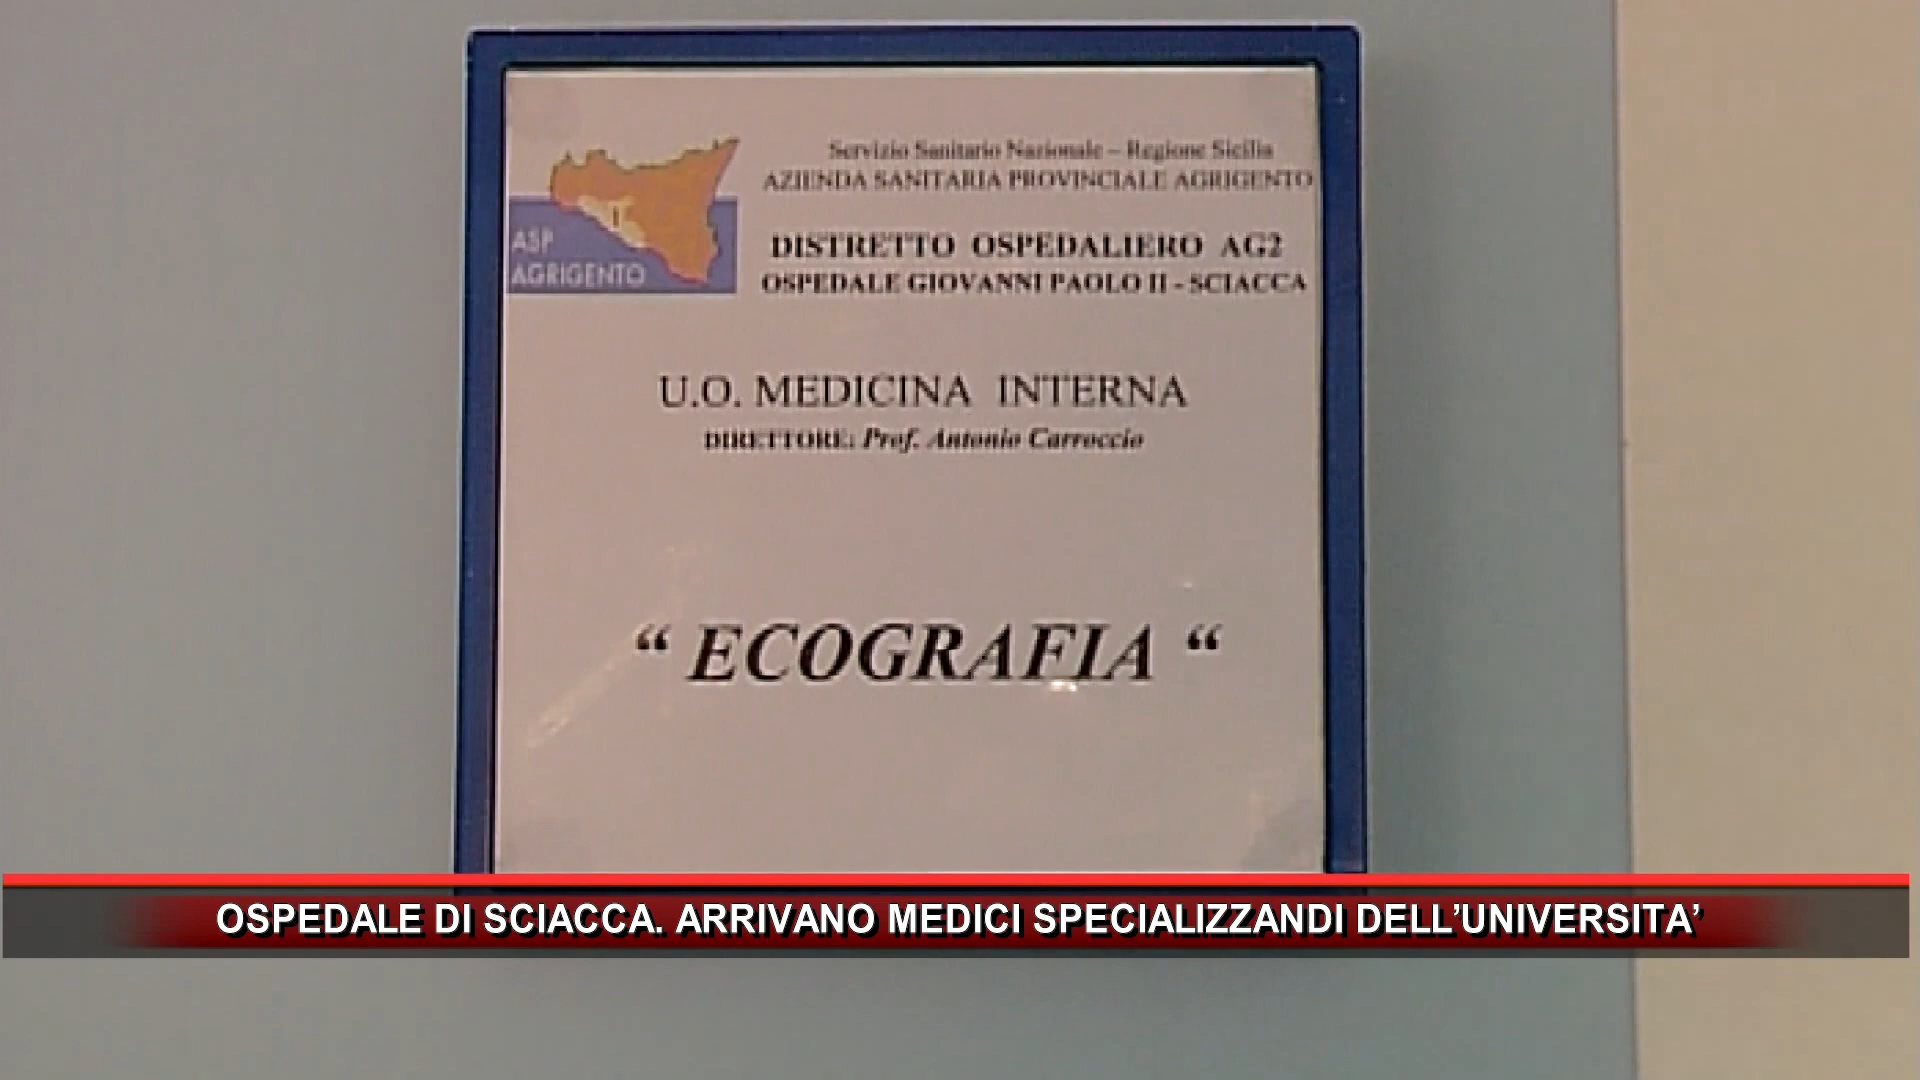 Servizio Sanitario Nazionale – Regione Sicilia
AZIENDA SANITARIA PROVINCIALE AGRIGENTO
ASP
AGRIGENTO
DISTRETTO OSPEDALIERO AG2
OSPEDALE GIOVANNI PAOLO II - SCIACCA
U.O. MEDICINA INTERNA
DIRETTORE: Prof. Antonio Carroccio
“ ECOGRAFIA “
OSPEDALE DI SCIACCA. ARRIVANO MEDICI SPECIALIZZANDI DELL’UNIVERSITA’